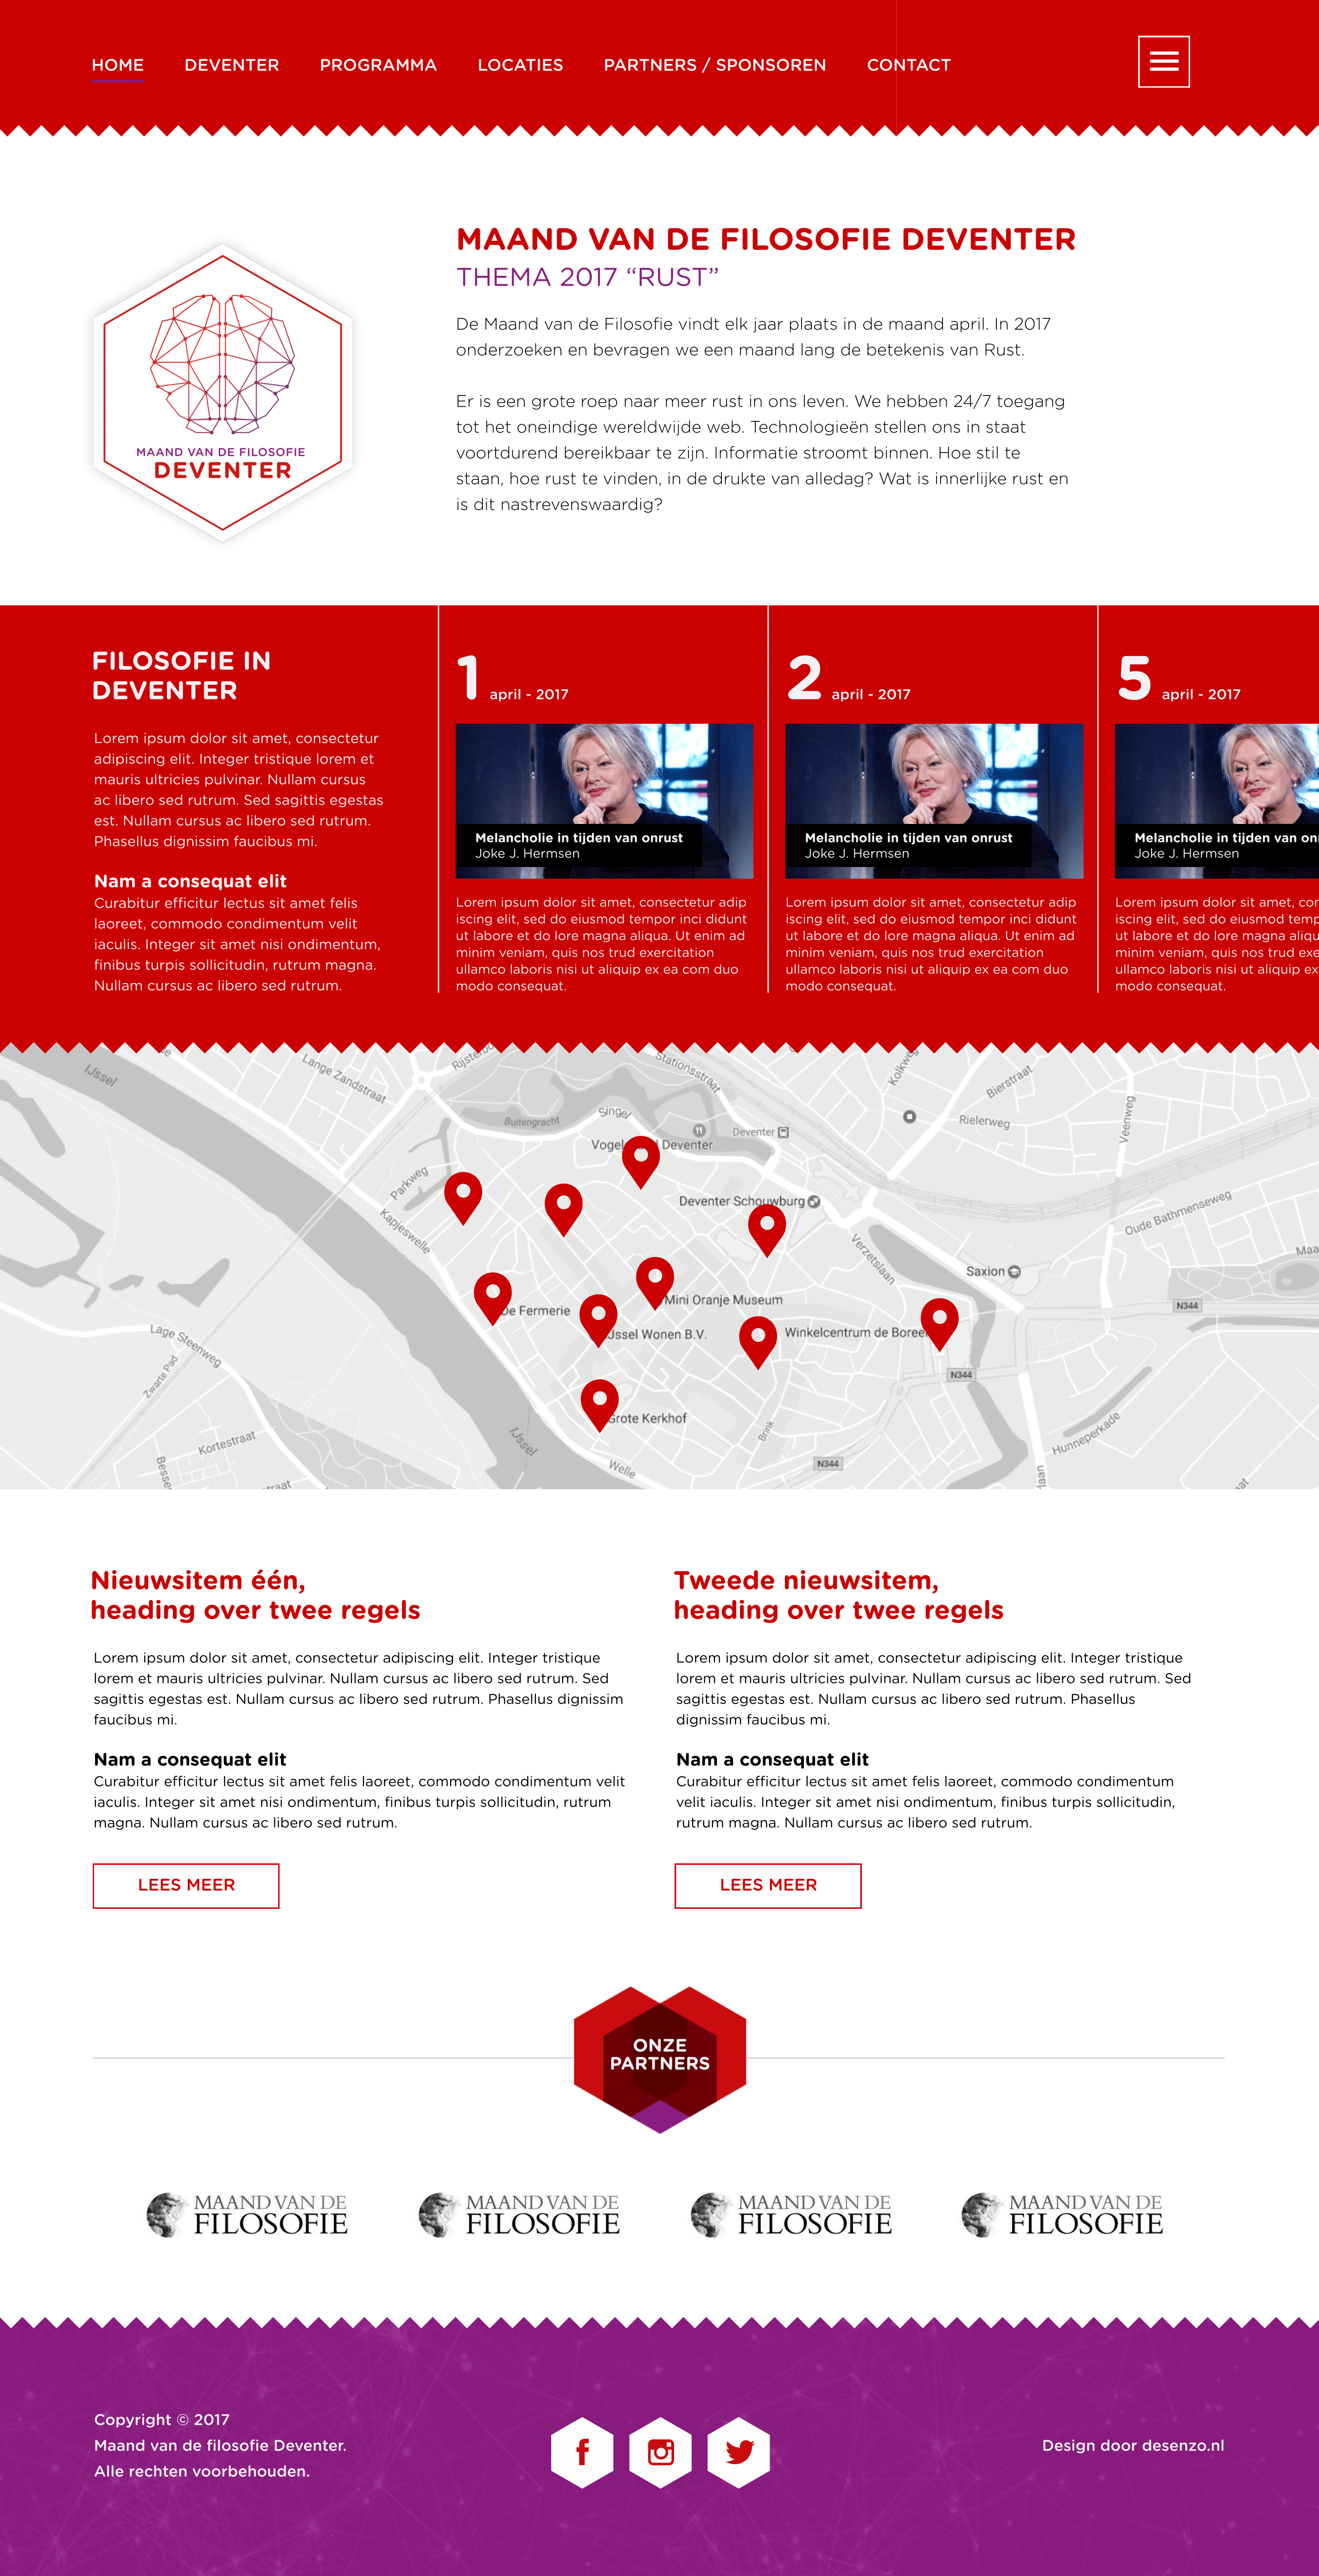 HOME DEVENTER PROGRAMMA LOCATIES PARTNERS / SPONSOREN CONTACT
MAAND VAN DE FILOSOFIE
DEVENTER
MAAND VAN DE FILOSOFIE DEVENTER
THEMA 2017 “RUST”
De Maand van de Filosofie vindt elk jaar plaats in de maand april. In 2017
onderzoeken en bevragen we een maand lang de betekenis van Rust.
Er is een grote roep naar meer rust in ons leven. We hebben 24/7 toegang
tot het oneindige wereldwijde web. Technologieën stellen ons in staat
voortdurend bereikbaar te zijn. Informatie stroomt binnen. Hoe stil te
staan, hoe rust te vinden, in de drukte van alledag? Wat is innerlijke rust en
is dit nastrevenswaardig?
FILOSOFIE IN
DEVENTER
Lorem ipsum dolor sit amet, consectetur
adipiscing elit. Integer tristique lorem et
mauris ultricies pulvinar. Nullam cursus
ac libero sed rutrum. Sed sagittis egestas
est. Nullam cursus ac libero sed rutrum.
Phasellus dignissim faucibus mi.
Nam a consequat elit
Curabitur efficitur lectus sit amet felis
laoreet, commodo condimentum velit
iaculis. Integer sit amet nisi ondimentum,
finibus turpis sollicitudin, rutrum magna.
Nullam cursus ac libero sed rutrum.
1 april - 2017
Melancholie in tijden van onrust
Joke J. Hermsen
Lorem ipsum dolor sit amet, consectetur adip
iscing elit, sed do eiusmod tempor inci didunt
ut labore et do lore magna aliqua. Ut enim ad
minim veniam, quis nos trud exercitation
ullamco laboris nisi ut aliquip ex ea com duo
modo consequat.
2 april - 2017
Melancholie in tijden van onrust
Joke J. Hermsen
Lorem ipsum dolor sit amet, consectetur adip
iscing elit, sed do eiusmod tempor inci didunt
ut labore et do lore magna aliqua. Ut enim ad
minim veniam, quis nos trud exercitation
ullamco laboris nisi ut aliquip ex ea com duo
modo consequat.
5 april - 2017
Melancholie in tijden van
Joke J. Hermsen
Lorem ipsum dolor sit amet,
iscing elit, sed do eiusmod
ut labore et do lore magna
minim veniam, quis nos trud
ullamco laboris nisi ut aliquip
modo consequat.
IJssel
Lange Zandstraat
Stationsstraat
Bierstraat
Buitengracht
Singel
Rielerweg
Veenweg
Deventer
Deventer
Parkweg
Deventer Schouwburg
Kapjeswelle
Oude Bathmenseweg
Verzetslaan
Saxion
Mini Oranje Museum
N344
De Fermerie
IJssel Wonen B.V.
Winkelcentrum de
Lage Steenweg
Zwarte Pad
N344
Grote Kerkhof
Brink
Hunneperkade
Kortestraat
IJssel
Welle
N344
Nieuwsitem één,
heading over twee regels
Lorem ipsum dolor sit amet, consectetur adipiscing elit. Integer tristique
lorem et mauris ultricies pulvinar. Nullam cursus ac libero sed rutrum. Sed
sagittis egestas est. Nullam cursus ac libero sed rutrum. Phasellus dignissim
faucibus mi.
Nam a consequat elit
Curabitur efficitur lectus sit amet felis laoreet, commodo condimentum velit
iaculis. Integer sit amet nisi ondimentum, finibus turpis sollicitudin, rutrum
magna. Nullam cursus ac libero sed rutrum.
LEES MEER
Tweede nieuwsitem,
heading over twee regels
Lorem ipsum dolor sit amet, consectetur adipiscing elit. Integer tristique
lorem et mauris ultricies pulvinar. Nullam cursus ac libero sed rutrum. Sed
sagittis egestas est. Nullam cursus ac libero sed rutrum. Phasellus
dignissim faucibus mi.
Nam a consequat elit
Curabitur efficitur lectus sit amet felis laoreet, commodo condimentum
velit iaculis. Integer sit amet nisi ondimentum, finibus turpis sollicitudin,
rutrum magna. Nullam cursus ac libero sed rutrum.
LEES MEER
ONZE
PARTNERS
MAAND VAN DE
FILOSOFIE
MAAND VAN DE
FILOSOFIE
MAAND VAN DE
FILOSOFIE
MAAND VAN DE
FILOSOFIE
Copyright © 2017
Maand van de filosofie Deventer.
Alle rechten voorbehouden.
Design door desenzo.nl